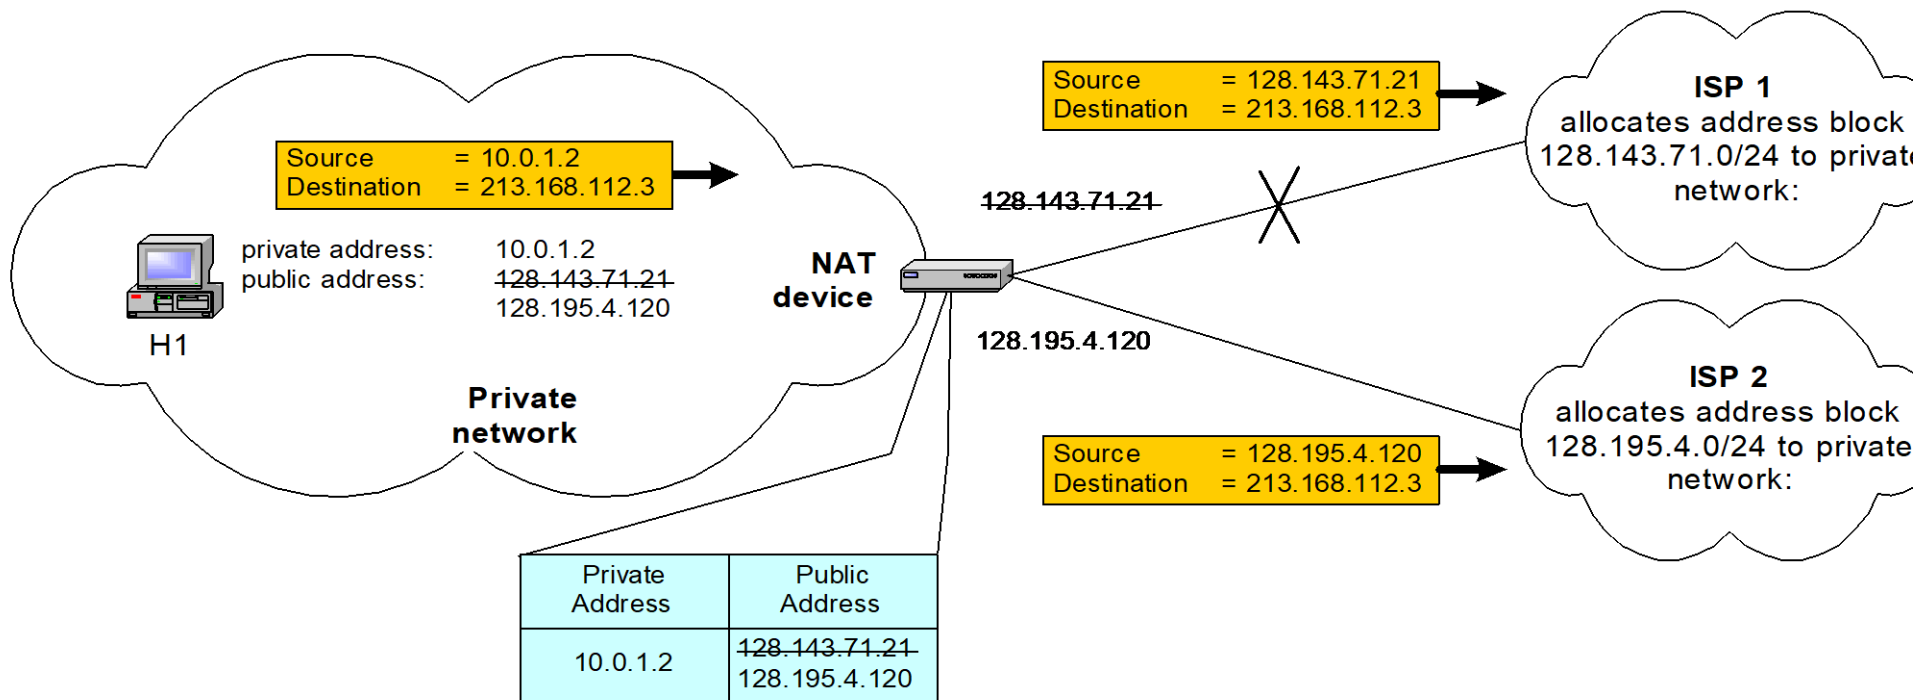 Source = 128.143.71.21
Destination = 213.168.112.3
ISP 1
allocates address block
128.143.71.0/24 to private
network:
Source = 10.0.1.2
Destination = 213.168.112.3
128.143.71.21
private address: 10.0.1.2
public address: 128.143.71.21
128.195.4.120
H1
NAT
device
128.195.4.120
Private
network
ISP 2
allocates address block
128.195.4.0/24 to private
network:
Source = 128.195.4.120
Destination = 213.168.112.3
Private
Address
Public
Address
10.0.1.2
128.143.71.21
128.195.4.120